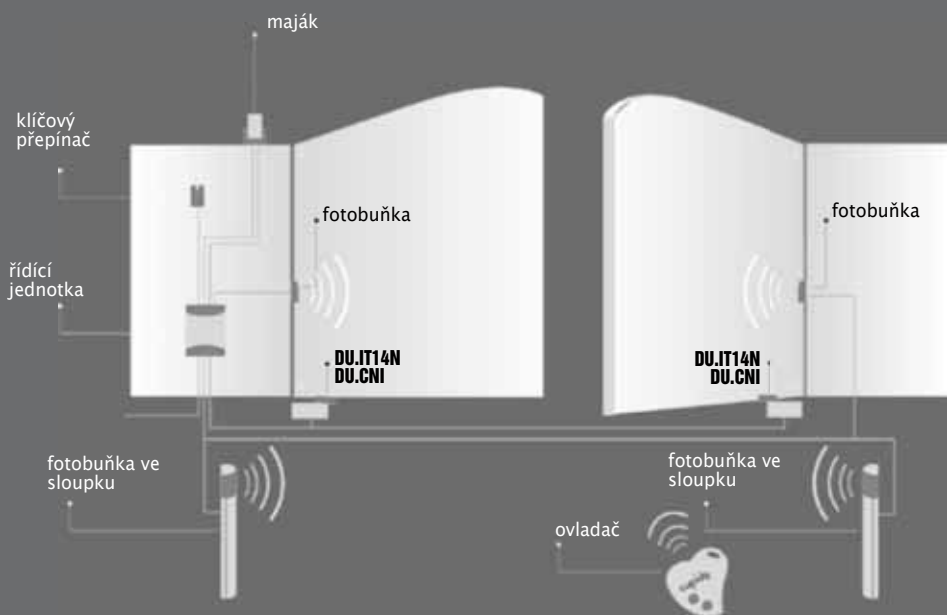 maják
klíčový
přepínač
fotobuňka
fotobuňka
řídící
jednotka
DU.IT14N
DU.CNI
DU.IT14N
DU.CNI
fotobuňka ve
sloupku
fotobuňka ve
sloupku
ovladač